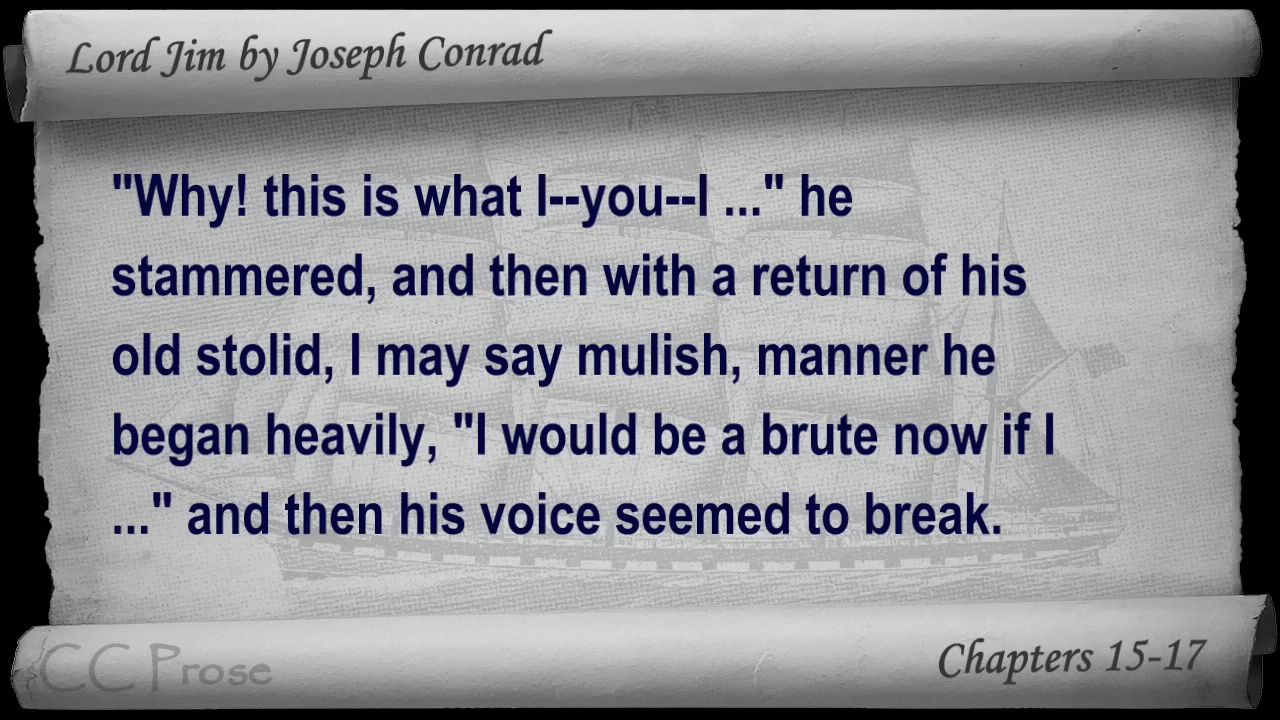 Lord Jim by Joseph Conrad
"Why! this is what I--you--I ..." he
stammered, and then with a return of his
old stolid, I may say mulish, manner he
began heavily, "I would be a brute now if I
..." and then his voice seemed to break.
CC Prose
Chapters 15-17